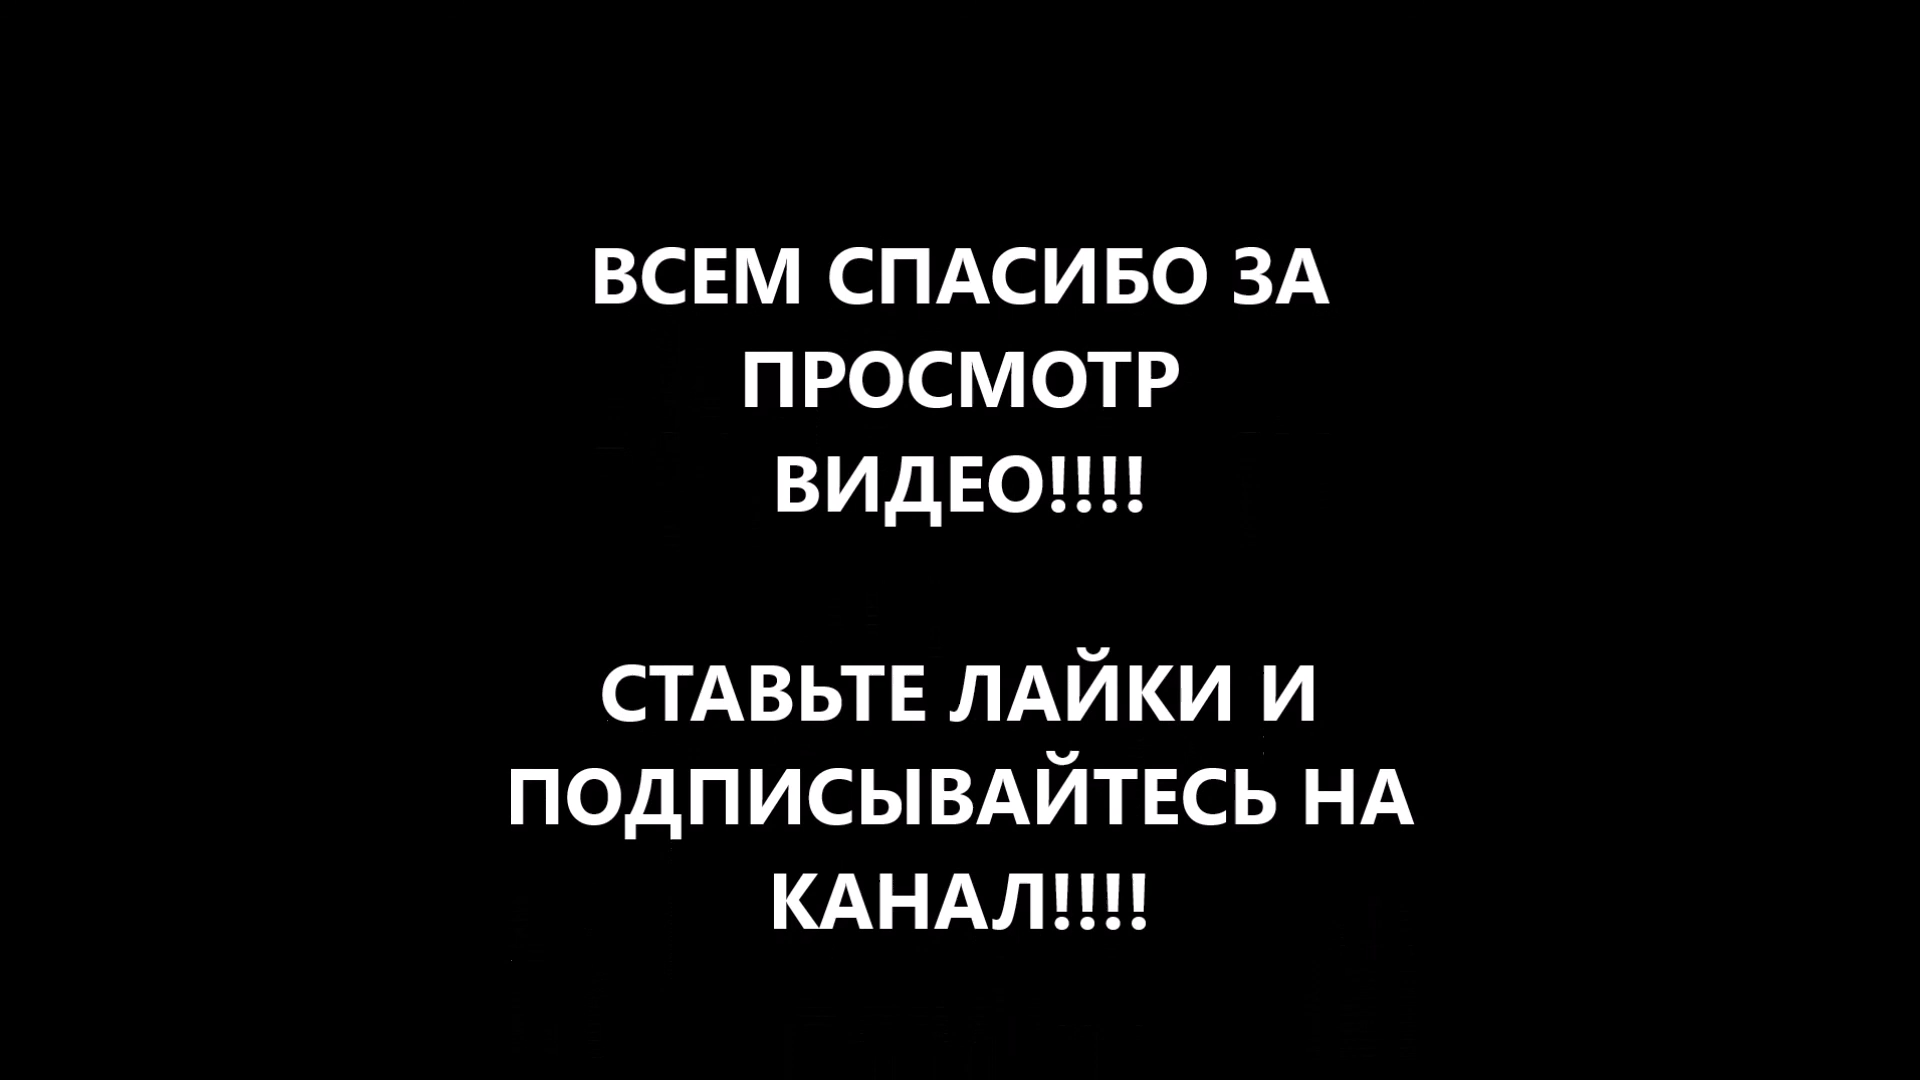 ВСЕМ СПАСИБО ЗА
ПРОСМОТР
ВИДЕО!!!!
СТАВЬТЕ ЛАЙКИ И
ПОДПИСЫВАЙТЕСЬ НА
КАНАЛ!!!!